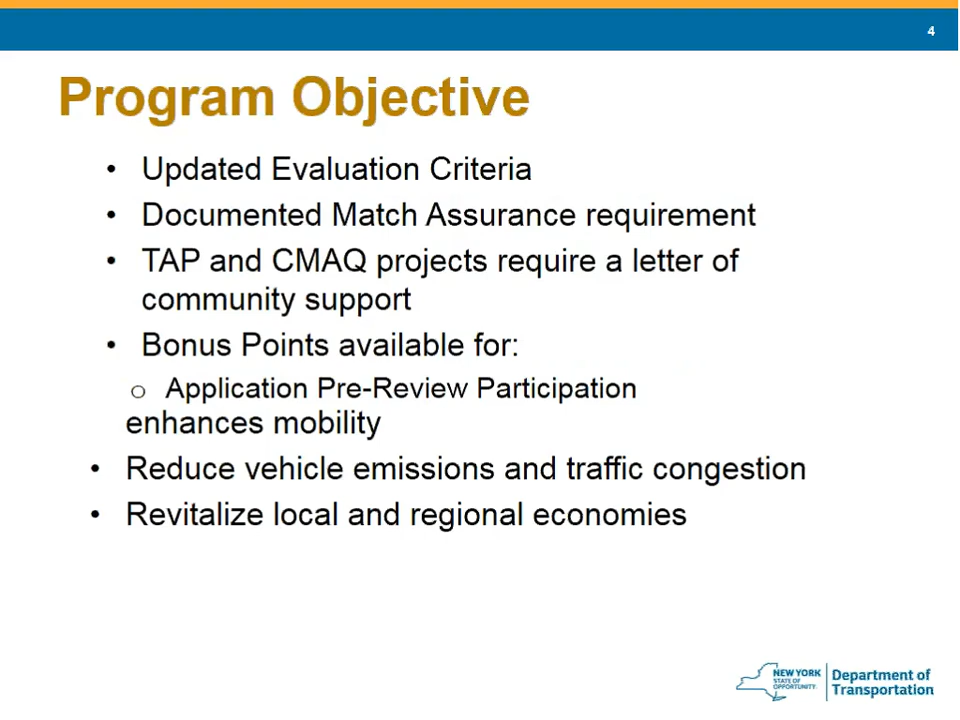 4
Program Objective
• Updated Evaluation Criteria
• Documented Match Assurance requirement
• TAP and CMAQ projects require a letter of
community support
• Bonus Points available for:
o Application Pre-Review Participation
enhances mobility
• Reduce vehicle emissions and traffic congestion
• Revitalize local and regional economies
NEW YORK
STATE OF
OPPORTUNITY.
Department of
Transportation